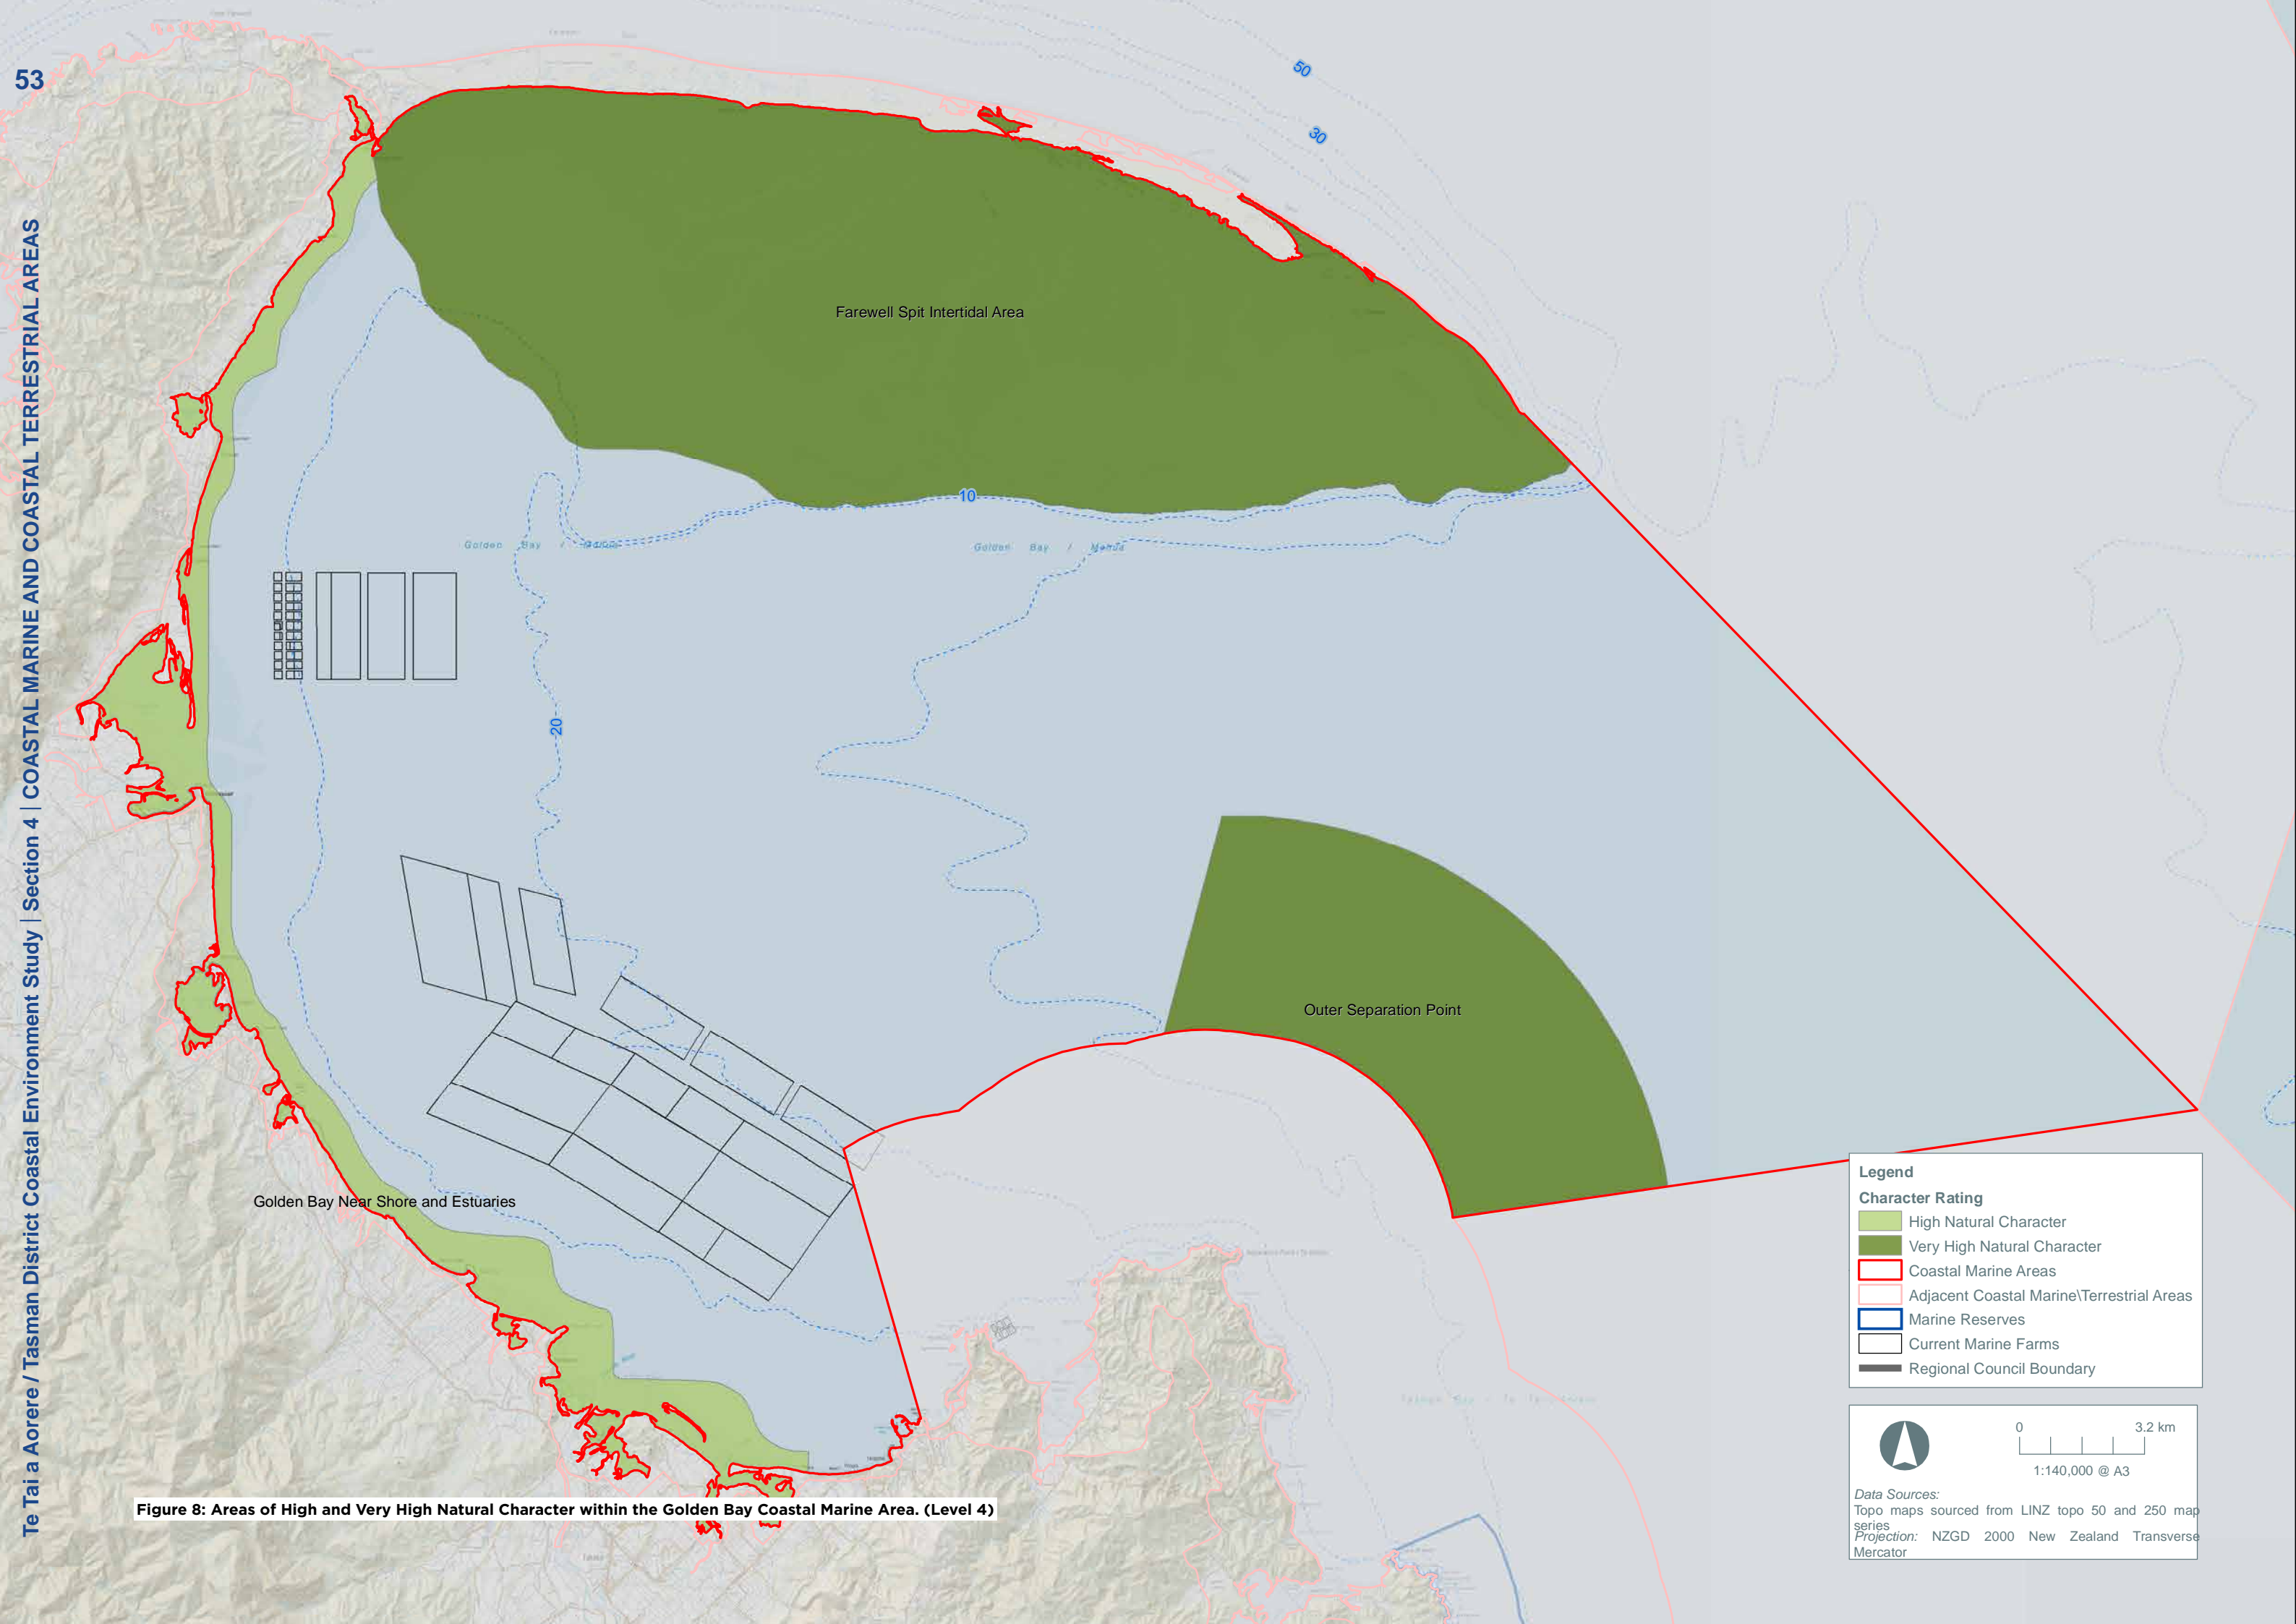 53
Te Tai a Aorere / Tasman District Coastal Environment Study | Section 4 | COASTAL MARINE AND COASTAL TERRESTRIAL AREAS
50
30
Farewell Spit Intertidal Area
10
Golden Bay /
Golden Bay / Mohua
20
Outer Separation Point
Golden Bay Near Shore and Estuaries
Legend
Character Rating
High Natural Character
Very High Natural Character
Coastal Marine Areas
Adjacent Coastal Marine\Terrestrial Areas
Marine Reserves
Current Marine Farms
Regional Council Boundary
0 3.2 km
1:140,000 @ A3
Data Sources:
Topo maps sourced from LINZ topo 50 and 250 map
series
Projection: NZGD 2000 New Zealand Transverse
Mercator
Figure 8: Areas of High and Very High Natural Character within the Golden Bay Coastal Marine Area. (Level 4)